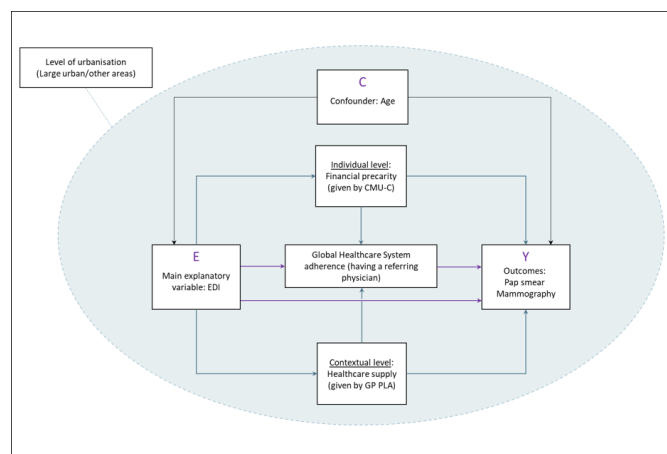 Level of urbanisation
(Large urban/other areas)
C
Confounder: Age
Individual level:
Financial precarity
(given by CMU-C)
E
Main explanatory
variable: EDI
Global Healthcare System
adherence (having a referring
physician)
Y
Outcomes:
Pap smear
Mammography
Contextual level:
Healthcare supply
(given by GP PLA)